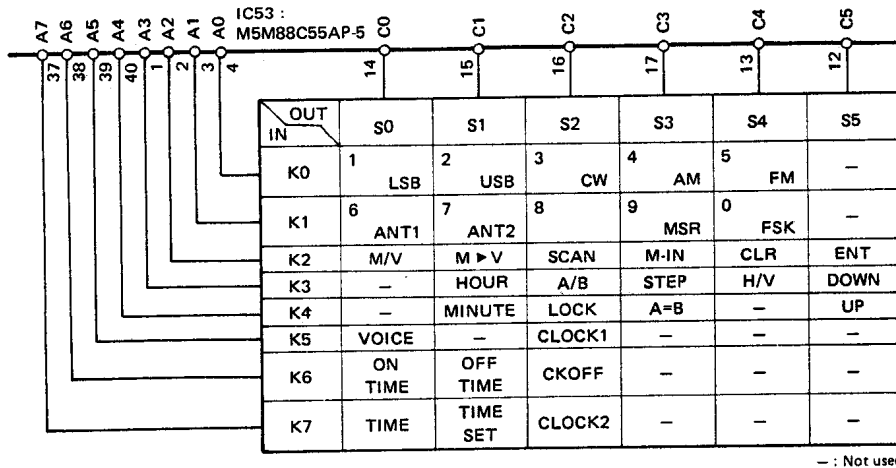 IC53 :
M5M88C55AP-5
A7 A6 A5 A4 A3 A2 A1 A0 C0 C1 C2 C3 C4 C5
37 38 39 40 1 2 3 4 14 15 16 17 13 12
OUT
IN S0 S1 S2 S3 S4 S5
K0 1 LSB 2 USB 3 CW 4 AM 5 FM –
K1 6 ANT1 7 ANT2 8 9 MSR 0 FSK –
K2 M/V M ▶ V SCAN M-IN CLR ENT
K3 – HOUR A/B STEP H/V DOWN
K4 – MINUTE LOCK A=B – UP
K5 VOICE – CLOCK1 – – –
K6 ON TIME OFF TIME CKOFF – – –
K7 TIME TIME SET CLOCK2 – – –
– : Not used